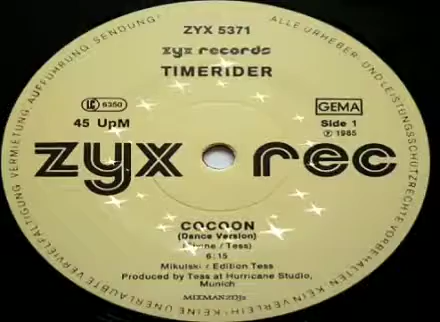 ZYX 5371
zyx records
TIMERIDER
LC 6350
GEMA
45 UpM
Side 1
℗ 1985
zyx rec
COCOON
(Dance Version)
/ Tess)
6:15
Mikulski / Edition Tess
Produced by Tess at Hurricane Studio,
Munich
MIXMANZDJs
ALLE URHEBER- UND LEISTUNGSSCHUTZRECHTE VORBEHALTEN. KEIN VERLEIH! KEINE UNERLAUBTE VERVIELFÄLTIGUNG, VERMIETUNG, AUFFÜHRUNG, SENDUNG!